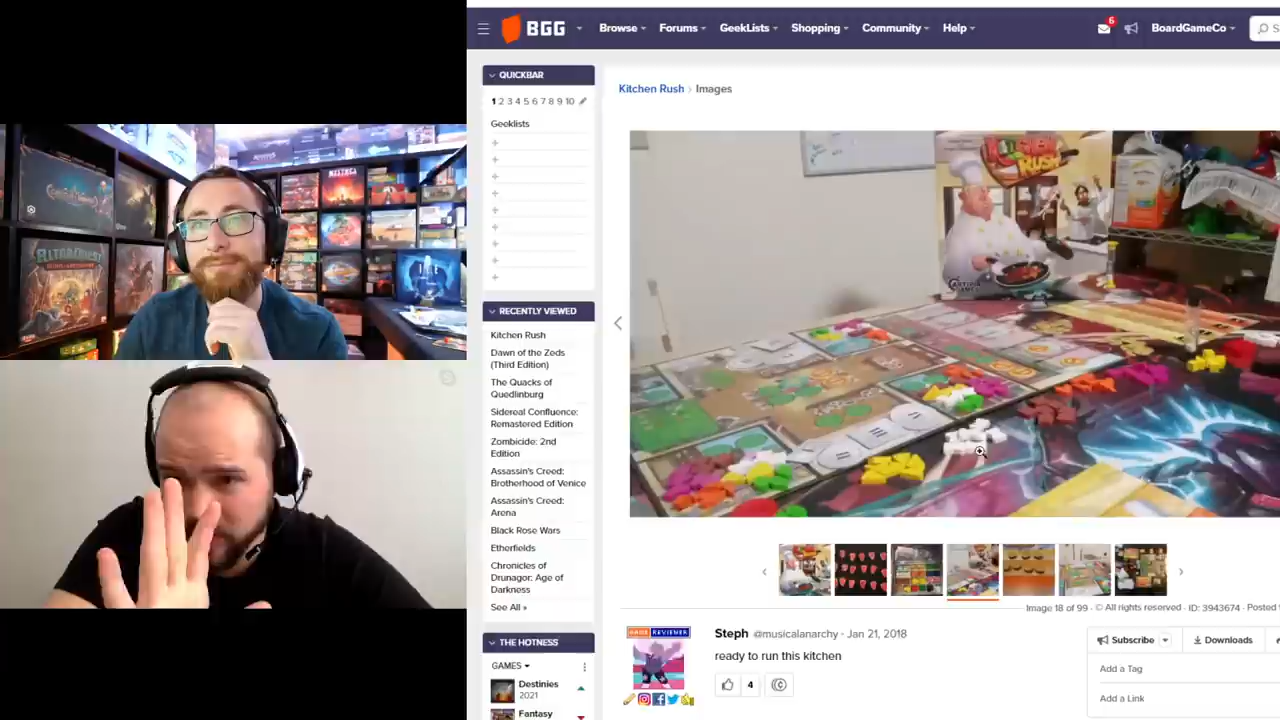 BGG
Browse
Forums
GeekLists
Shopping
Community
Help
6
BoardGameCo
S
QUICKBAR
1 2 3 4 5 6 7 8 9 10
Geeklists
RECENTLY VIEWED
Kitchen Rush
Dawn of the Zeds
(Third Edition)
The Quacks of
Quedlinburg
Sidereal Confluence:
Remastered Edition
Zombicide: 2nd
Edition
Assassin's Creed:
Brotherhood of Venice
Assassin's Creed:
Arena
Black Rose Wars
Etherfields
Chronicles of
Drunagor: Age of
Darkness
See All »
THE HOTNESS
GAMES
Destinies
2021
Fantasy
Kitchen Rush › Images
KITCHEN
RUSH
Image 18 of 99 · © All rights reserved · ID: 3943674 · Posted
GAME REVIEWER
Steph @musicalanarchy · Jan 21, 2018
ready to run this kitchen
4
Subscribe
Downloads
Add a Tag
Add a Link